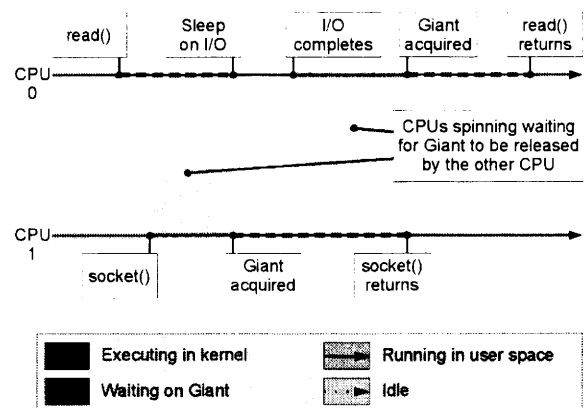 read()
Sleep
on I/O
I/O
completes
Giant
acquired
read()
returns
CPU
0
CPUs spinning waiting
for Giant to be released
by the other CPU
CPU
1
socket()
Giant
acquired
socket()
returns
Executing in kernel
Running in user space
Waiting on Giant
Idle